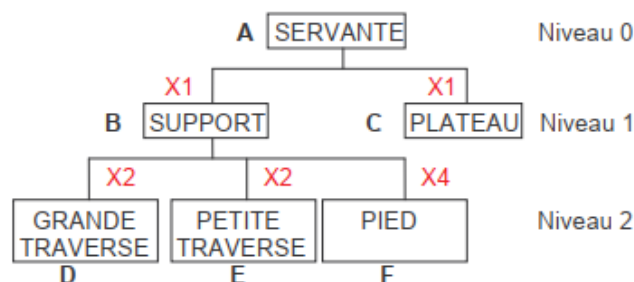 A SERVANTE Niveau 0
X1 X1
B SUPPORT C PLATEAU Niveau 1
X2 X2 X4
GRANDE PETITE PIED Niveau 2
TRAVERSE TRAVERSE
D E F